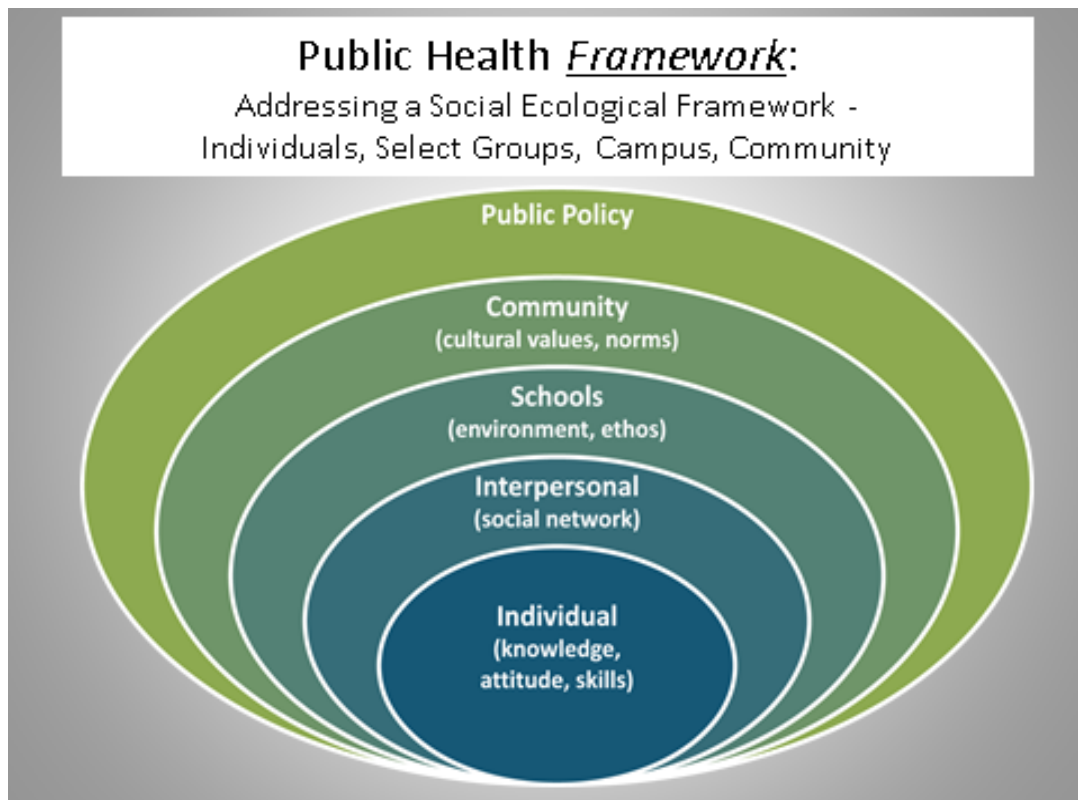 Public Health Framework:
Addressing a Social Ecological Framework -
Individuals, Select Groups, Campus, Community
Public Policy
Community
(cultural values, norms)
Schools
(environment, ethos)
Interpersonal
(social network)
Individual
(knowledge,
attitude, skills)